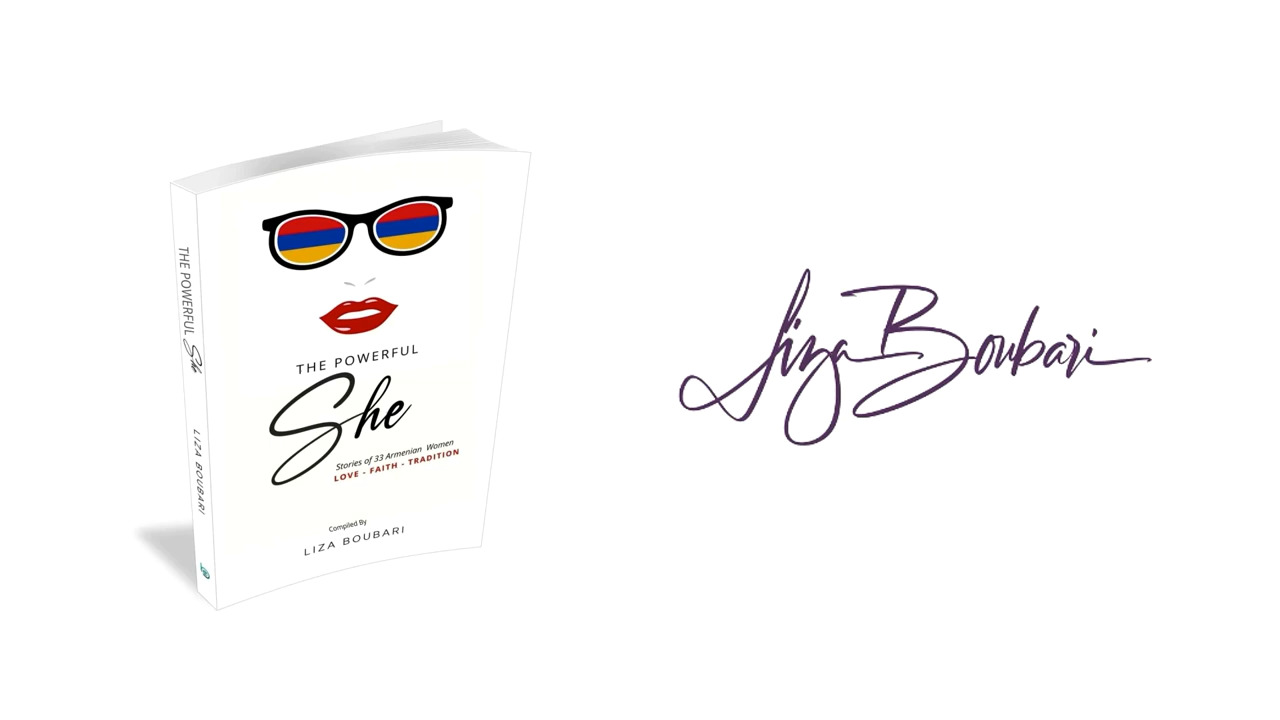 THE POWERFUL She LIZA BOUBARI
THE POWERFUL
She
Stories of 33 Armenian Women
LOVE - FAITH - TRADITION
Compiled By
LIZA BOUBARI
Liza Boubari